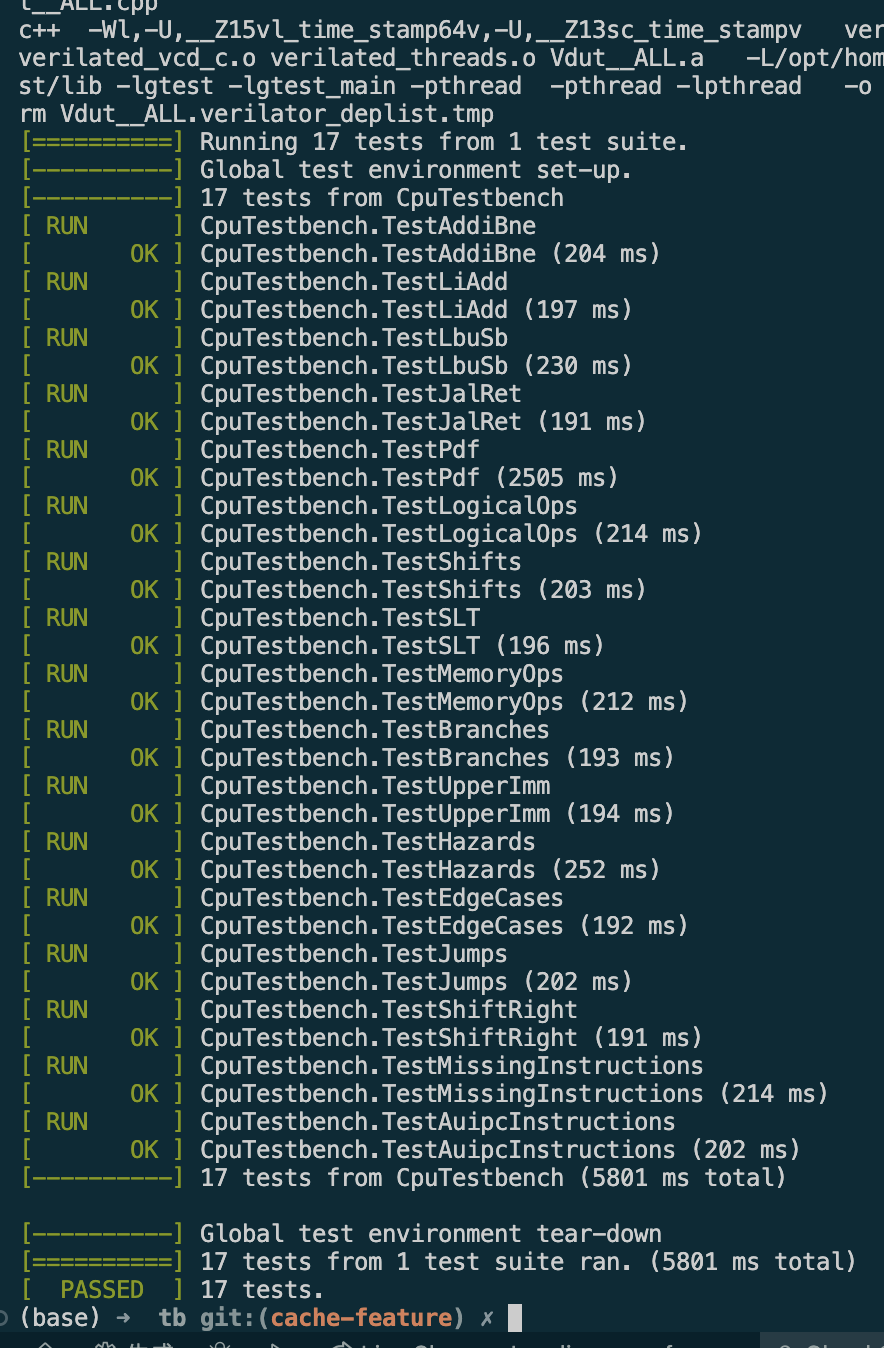 l__ALL.cpp
c++  -Wl,-U,__Z15vl_time_stamp64v,-U,__Z13sc_time_stampv   ver
verilated_vcd_c.o verilated_threads.o Vdut__ALL.a   -L/opt/hom
st/lib -lgtest -lgtest_main -pthread  -pthread -lpthread   -o
rm Vdut__ALL.verilator_deplist.tmp
[==========] Running 17 tests from 1 test suite.
[----------] Global test environment set-up.
[----------] 17 tests from CpuTestbench
[ RUN      ] CpuTestbench.TestAddiBne
[       OK ] CpuTestbench.TestAddiBne (204 ms)
[ RUN      ] CpuTestbench.TestLiAdd
[       OK ] CpuTestbench.TestLiAdd (197 ms)
[ RUN      ] CpuTestbench.TestLbuSb
[       OK ] CpuTestbench.TestLbuSb (230 ms)
[ RUN      ] CpuTestbench.TestJalRet
[       OK ] CpuTestbench.TestJalRet (191 ms)
[ RUN      ] CpuTestbench.TestPdf
[       OK ] CpuTestbench.TestPdf (2505 ms)
[ RUN      ] CpuTestbench.TestLogicalOps
[       OK ] CpuTestbench.TestLogicalOps (214 ms)
[ RUN      ] CpuTestbench.TestShifts
[       OK ] CpuTestbench.TestShifts (203 ms)
[ RUN      ] CpuTestbench.TestSLT
[       OK ] CpuTestbench.TestSLT (196 ms)
[ RUN      ] CpuTestbench.TestMemoryOps
[       OK ] CpuTestbench.TestMemoryOps (212 ms)
[ RUN      ] CpuTestbench.TestBranches
[       OK ] CpuTestbench.TestBranches (193 ms)
[ RUN      ] CpuTestbench.TestUpperImm
[       OK ] CpuTestbench.TestUpperImm (194 ms)
[ RUN      ] CpuTestbench.TestHazards
[       OK ] CpuTestbench.TestHazards (252 ms)
[ RUN      ] CpuTestbench.TestEdgeCases
[       OK ] CpuTestbench.TestEdgeCases (192 ms)
[ RUN      ] CpuTestbench.TestJumps
[       OK ] CpuTestbench.TestJumps (202 ms)
[ RUN      ] CpuTestbench.TestShiftRight
[       OK ] CpuTestbench.TestShiftRight (191 ms)
[ RUN      ] CpuTestbench.TestMissingInstructions
[       OK ] CpuTestbench.TestMissingInstructions (214 ms)
[ RUN      ] CpuTestbench.TestAuipcInstructions
[       OK ] CpuTestbench.TestAuipcInstructions (202 ms)
[----------] 17 tests from CpuTestbench (5801 ms total)
[----------] Global test environment tear-down
[==========] 17 tests from 1 test suite ran. (5801 ms total)
[  PASSED  ] 17 tests.
(base) ➜  tb git:(cache-feature) ✗